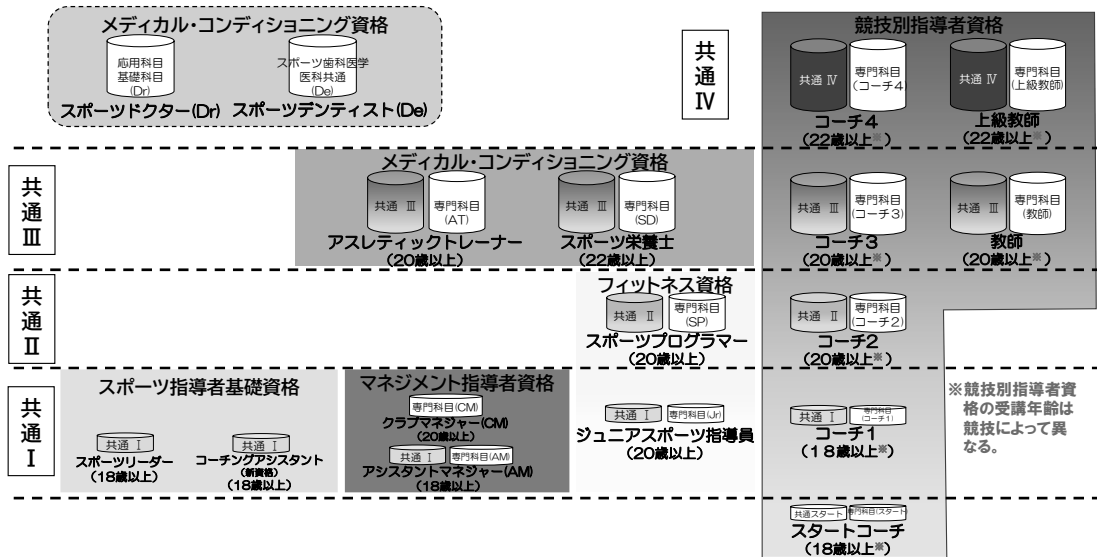 メディカル・コンディショニング資格
応用科目
基礎科目
(Dr)
スポーツドクター(Dr)
スポーツ歯科医学
医科共通
(De)
スポーツデンティスト(De)
共通Ⅳ
競技別指導者資格
共通 Ⅳ
専門科目
(コーチ4)
コーチ4
(22歳以上※)
共通 Ⅳ
専門科目
(上級教師)
上級教師
(22歳以上※)
共通Ⅲ
メディカル・コンディショニング資格
共通 Ⅲ
専門科目
(AT)
アスレティックトレーナー
(20歳以上)
共通 Ⅲ
専門科目
(SD)
スポーツ栄養士
(22歳以上)
共通 Ⅲ
専門科目
(コーチ3)
コーチ3
(20歳以上※)
共通 Ⅲ
専門科目
(教師)
教師
(20歳以上※)
共通Ⅱ
フィットネス資格
共通 Ⅱ
専門科目
(SP)
スポーツプログラマー
(20歳以上)
共通 Ⅱ
専門科目
(コーチ2)
コーチ2
(20歳以上※)
共通Ⅰ
スポーツ指導者基礎資格
共通 Ⅰ
スポーツリーダー
(18歳以上)
共通 Ⅰ
コーチングアシスタント
(新資格)
(18歳以上)
マネジメント指導者資格
専門科目(CM)
クラブマネジャー(CM)
(20歳以上)
共通 Ⅰ
専門科目(AM)
アシスタントマネジャー(AM)
(18歳以上)
共通 Ⅰ
専門科目(Jr)
ジュニアスポーツ指導員
(20歳以上)
共通 Ⅰ
専門科目
(コーチ1)
コーチ1
(18歳以上※)
※競技別指導者資
格の受講年齢は
競技によって異
なる。
共通スタート
専門科目(スタート)
スタートコーチ
(18歳以上※)